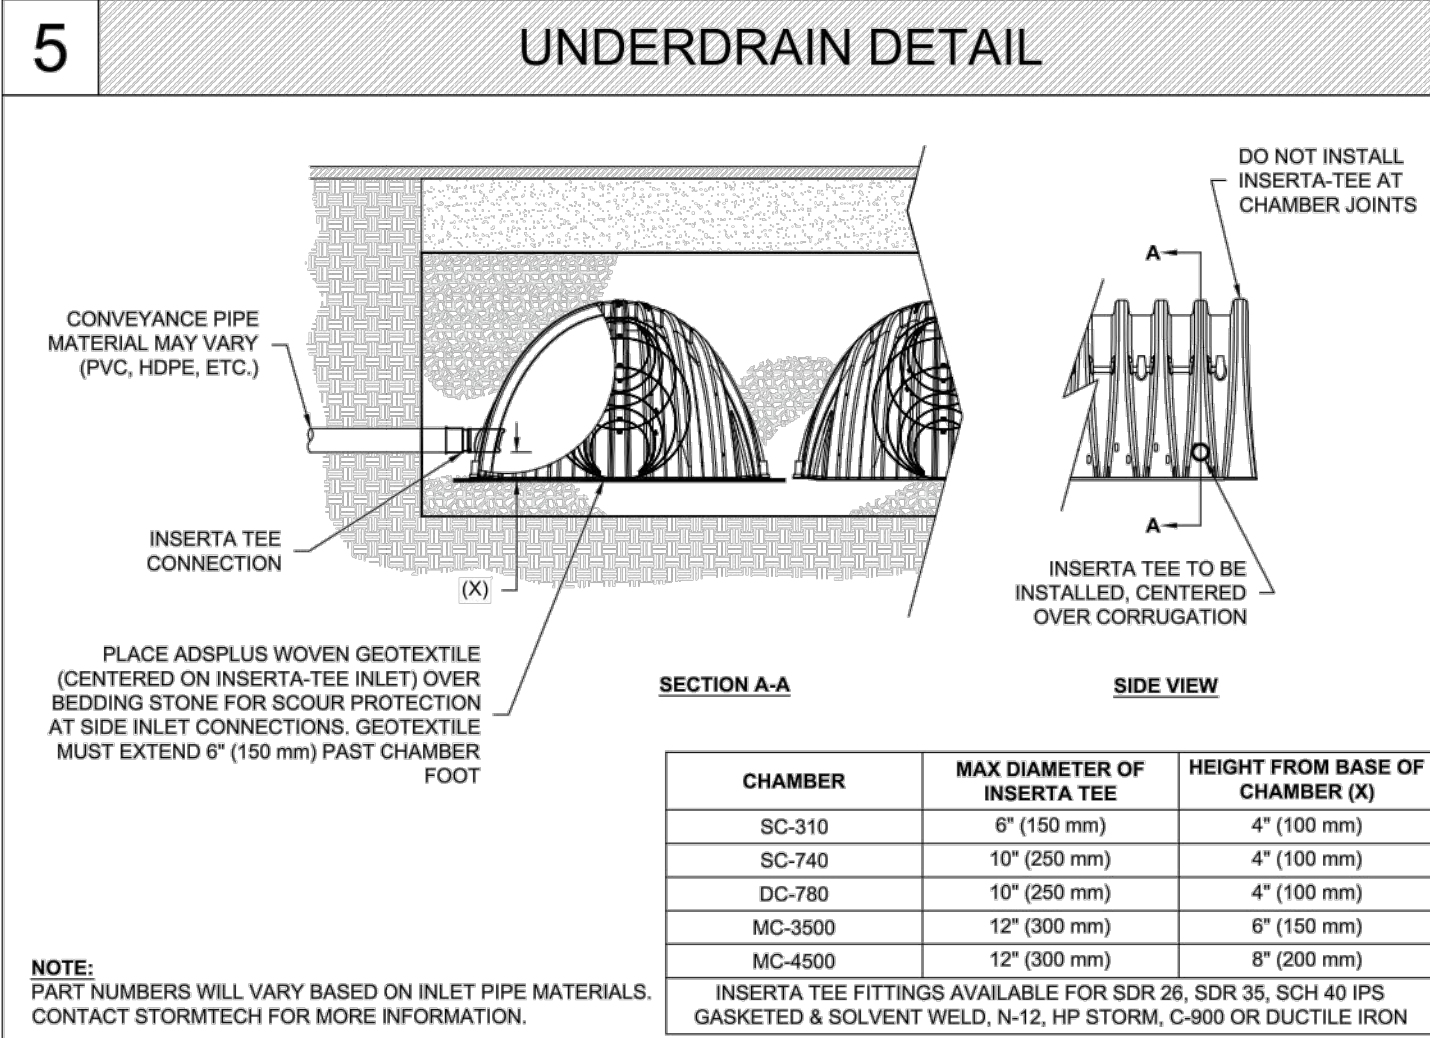 5
UNDERDRAIN DETAIL
DO NOT INSTALL
INSERTA-TEE AT
CHAMBER JOINTS
A
CONVEYANCE PIPE
MATERIAL MAY VARY
(PVC, HDPE, ETC.)
INSERTA TEE
CONNECTION
(X)
A
INSERTA TEE TO BE
INSTALLED, CENTERED
OVER CORRUGATION
PLACE ADSPLUS WOVEN GEOTEXTILE
(CENTERED ON INSERTA-TEE INLET) OVER
BEDDING STONE FOR SCOUR PROTECTION
AT SIDE INLET CONNECTIONS. GEOTEXTILE
MUST EXTEND 6" (150 mm) PAST CHAMBER
FOOT
SECTION A-A
SIDE VIEW
CHAMBER
MAX DIAMETER OF
INSERTA TEE
HEIGHT FROM BASE OF
CHAMBER (X)
SC-310 6" (150 mm) 4" (100 mm)
SC-740 10" (250 mm) 4" (100 mm)
DC-780 10" (250 mm) 4" (100 mm)
MC-3500 12" (300 mm) 6" (150 mm)
MC-4500 12" (300 mm) 8" (200 mm)
INSERTA TEE FITTINGS AVAILABLE FOR SDR 26, SDR 35, SCH 40 IPS
GASKETED & SOLVENT WELD, N-12, HP STORM, C-900 OR DUCTILE IRON
NOTE:
PART NUMBERS WILL VARY BASED ON INLET PIPE MATERIALS.
CONTACT STORMTECH FOR MORE INFORMATION.